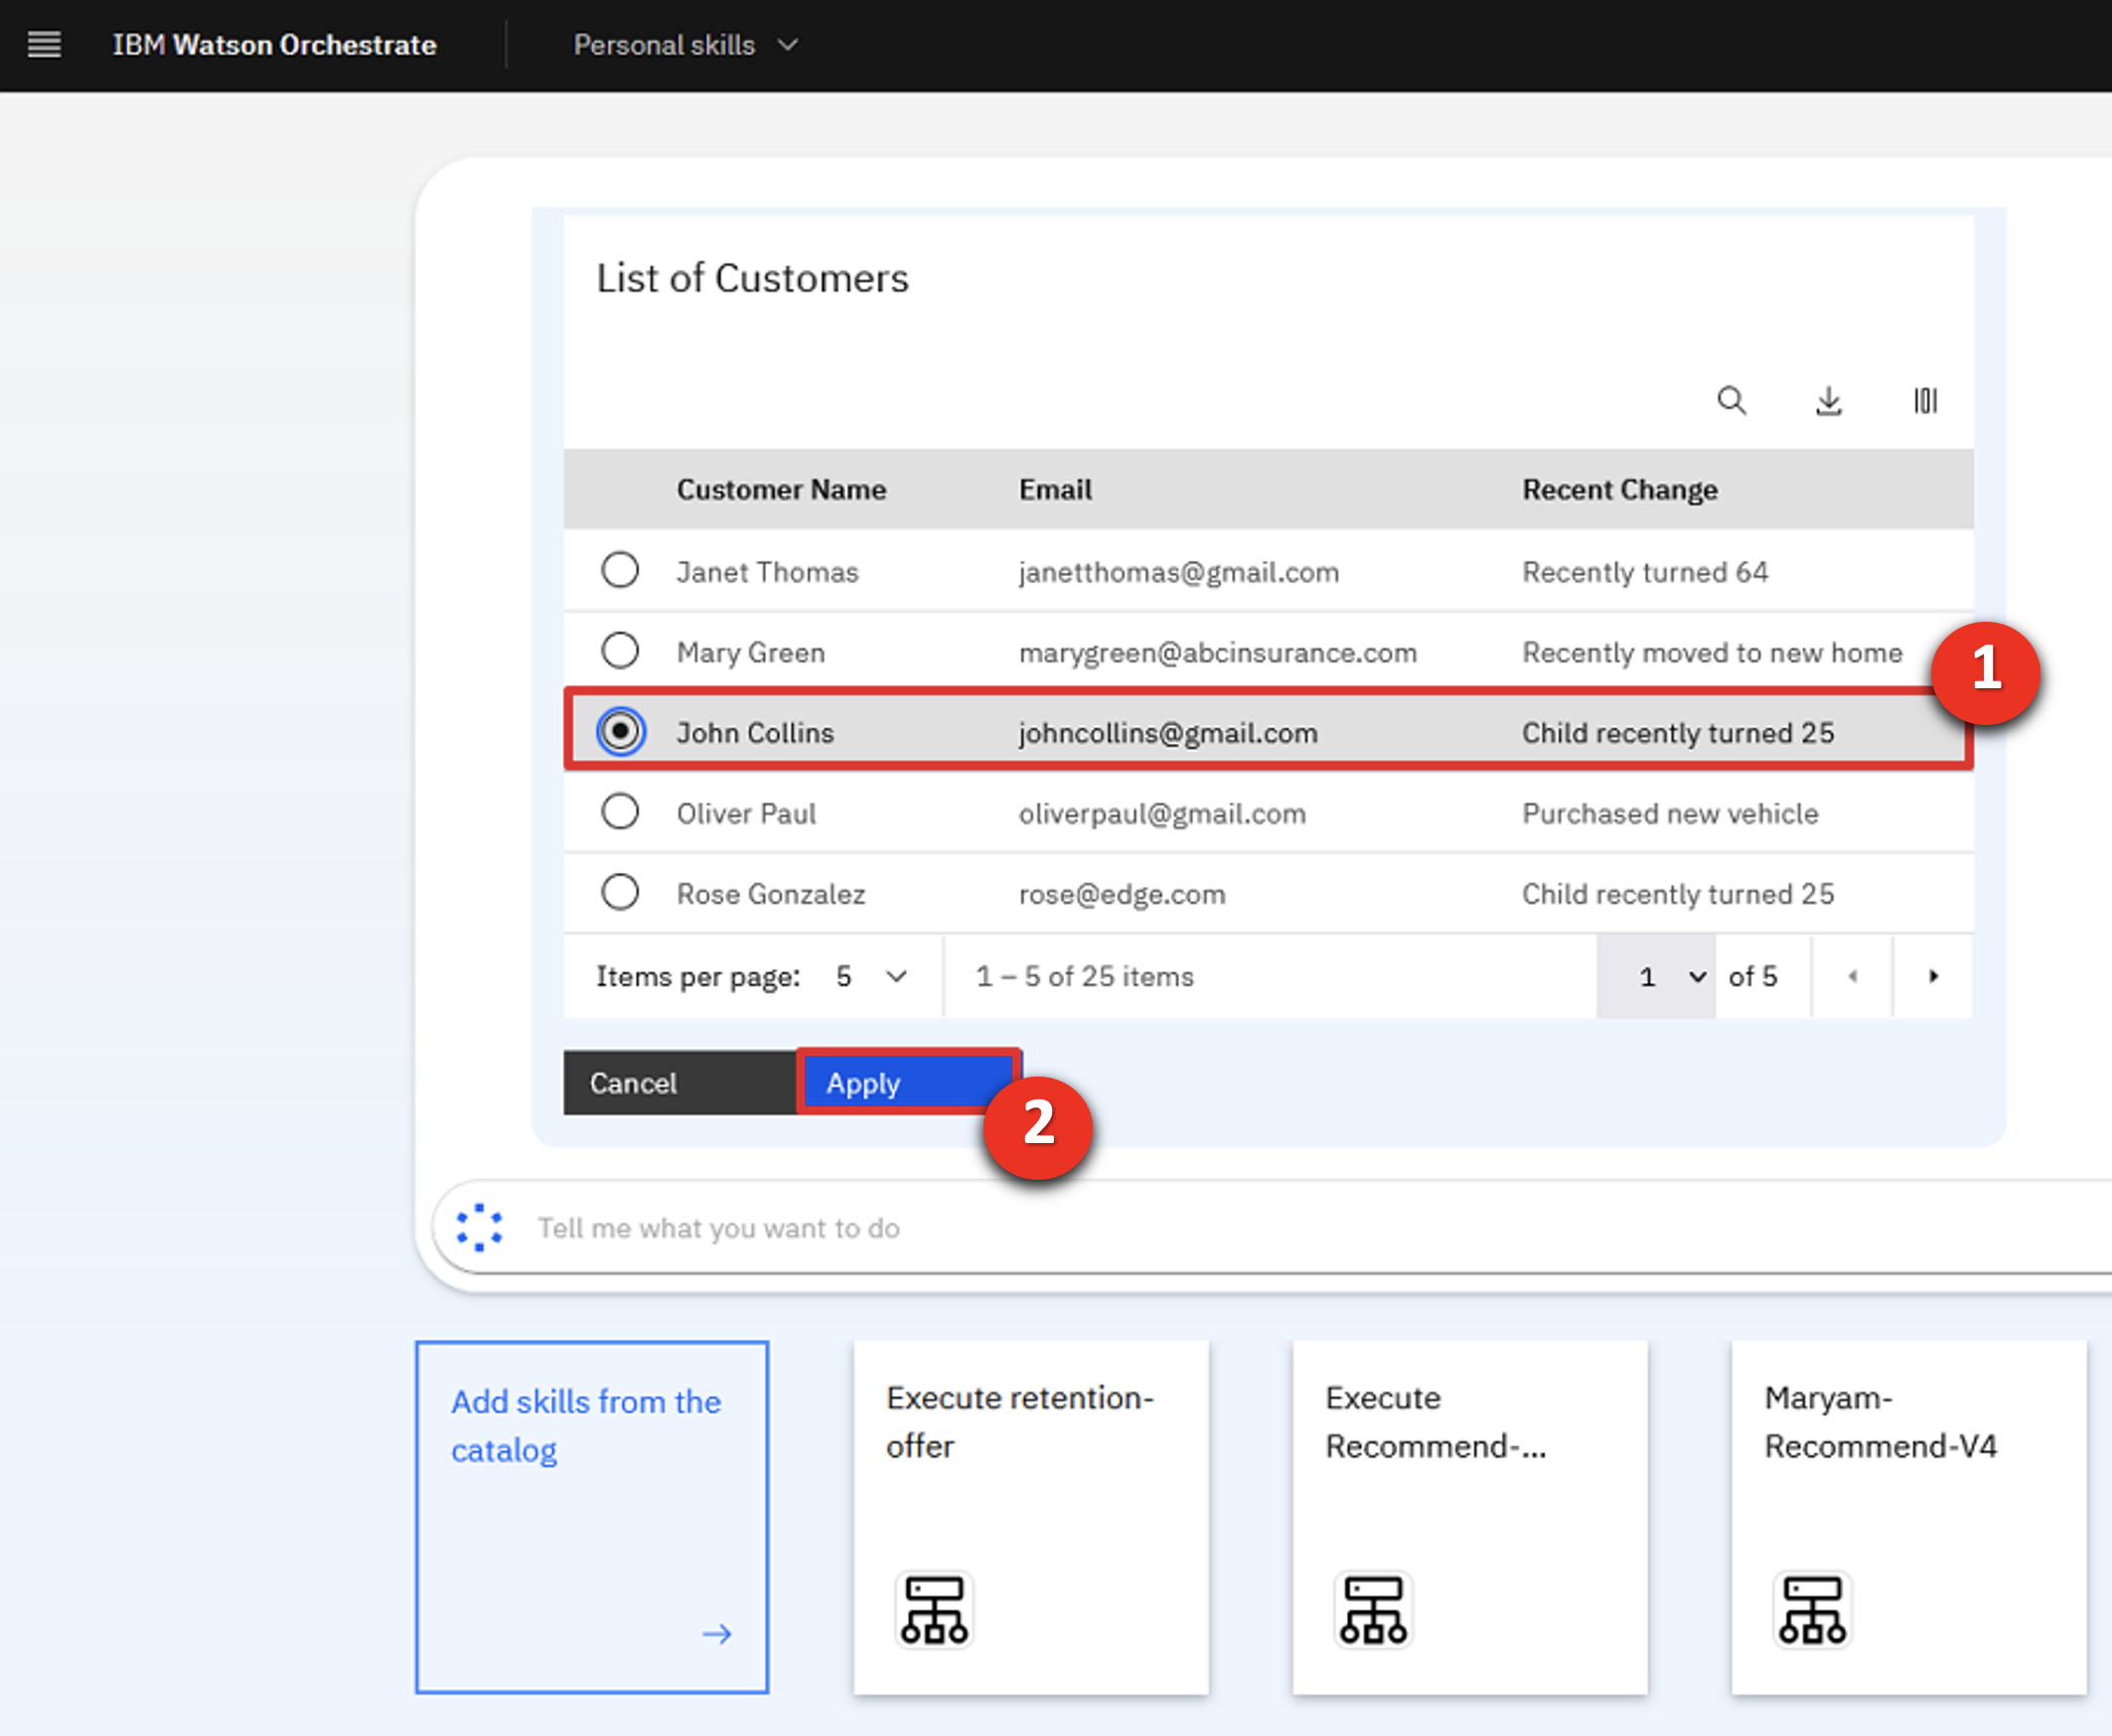 IBM Watson Orchestrate Personal skills
List of Customers
Customer Name Email Recent Change
Janet Thomas janetthomas@gmail.com Recently turned 64
Mary Green marygreen@abcinsurance.com Recently moved to new home
1
John Collins johncollins@gmail.com Child recently turned 25
Oliver Paul oliverpaul@gmail.com Purchased new vehicle
Rose Gonzalez rose@edge.com Child recently turned 25
Items per page: 5 1 – 5 of 25 items 1 of 5
Cancel Apply
2
Tell me what you want to do
Add skills from the
catalog
Execute retention-
offer
Execute
Recommend-...
Maryam-
Recommend-V4